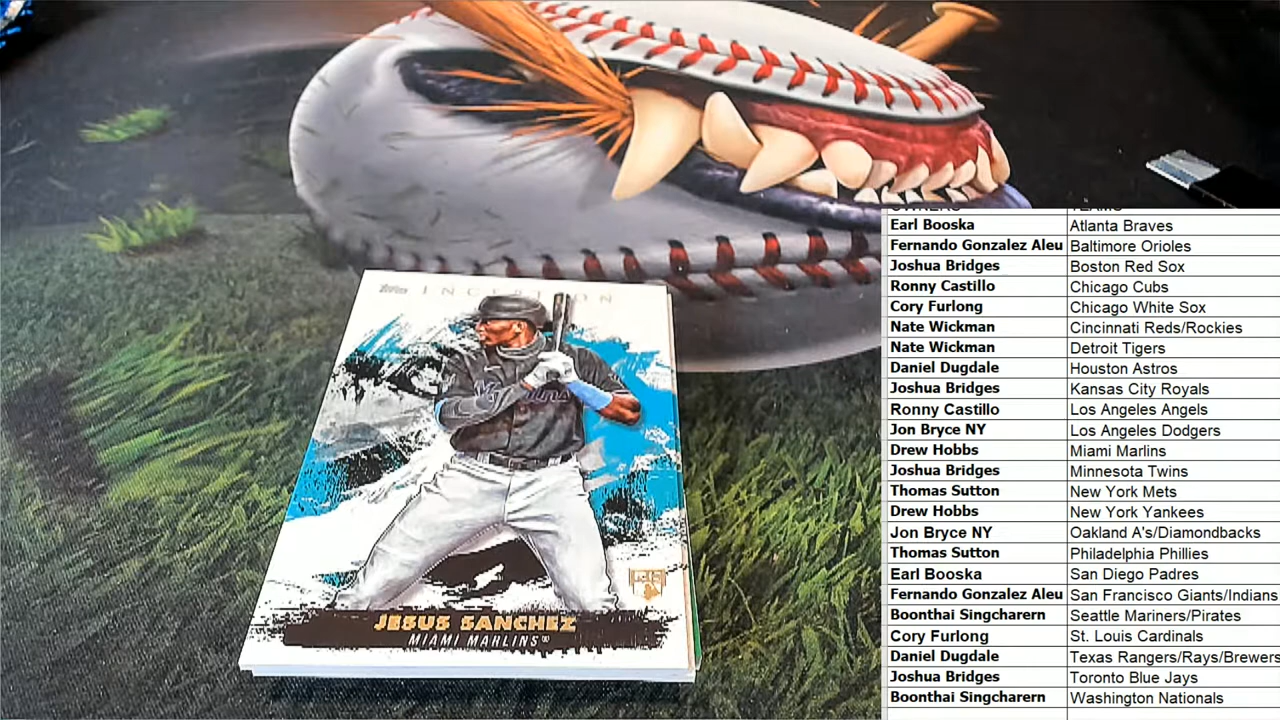 Topps INCEPTION
Marlins
JESUS SANCHEZ
MIAMI MARLINS
OWNERS TEAMS
Earl Booska Atlanta Braves
Fernando Gonzalez Aleu Baltimore Orioles
Joshua Bridges Boston Red Sox
Ronny Castillo Chicago Cubs
Cory Furlong Chicago White Sox
Nate Wickman Cincinnati Reds/Rockies
Nate Wickman Detroit Tigers
Daniel Dugdale Houston Astros
Joshua Bridges Kansas City Royals
Ronny Castillo Los Angeles Angels
Jon Bryce NY Los Angeles Dodgers
Drew Hobbs Miami Marlins
Joshua Bridges Minnesota Twins
Thomas Sutton New York Mets
Drew Hobbs New York Yankees
Jon Bryce NY Oakland A's/Diamondbacks
Thomas Sutton Philadelphia Phillies
Earl Booska San Diego Padres
Fernando Gonzalez Aleu San Francisco Giants/Indians
Boonthai Singcharern Seattle Mariners/Pirates
Cory Furlong St. Louis Cardinals
Daniel Dugdale Texas Rangers/Rays/Brewers
Joshua Bridges Toronto Blue Jays
Boonthai Singcharern Washington Nationals